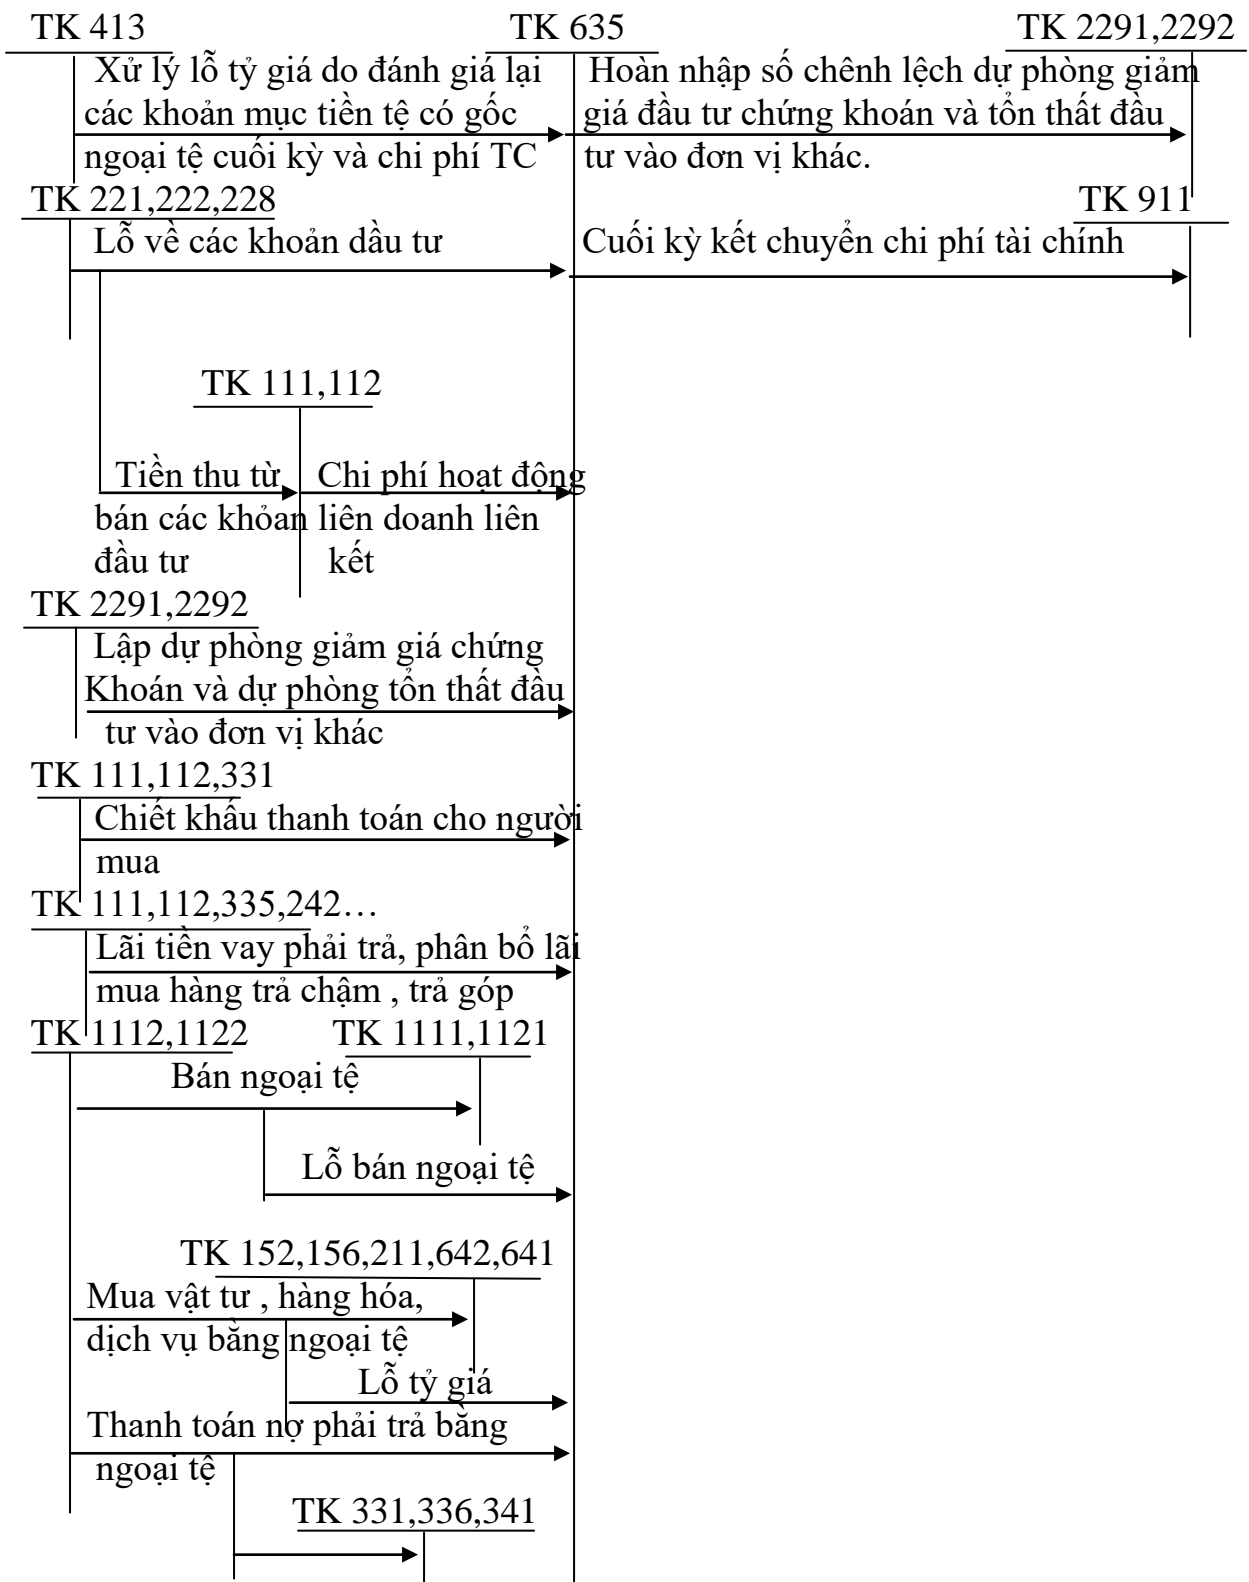 TK 413
TK 635
TK 2291,2292
Xử lý lỗ tỷ giá do đánh giá lại
các khoản mục tiền tệ có gốc
ngoại tệ cuối kỳ và chi phí TC
Hoàn nhập số chênh lệch dự phòng giảm
giá đầu tư chứng khoán và tổn thất đầu
tư vào đơn vị khác.
TK 221,222,228
TK 911
Lỗ về các khoản dầu tư
Cuối kỳ kết chuyển chi phí tài chính
TK 111,112
Tiền thu từ
bán các khỏan
đầu tư
Chi phí hoạt động
liên doanh liên
kết
TK 2291,2292
Lập dự phòng giảm giá chứng
Khoán và dự phòng tổn thất đầu
tư vào đơn vị khác
TK 111,112,331
Chiết khấu thanh toán cho người
mua
TK 111,112,335,242…
Lãi tiền vay phải trả, phân bổ lãi
mua hàng trả chậm , trả góp
TK 1112,1122
TK 1111,1121
Bán ngoại tệ
Lỗ bán ngoại tệ
TK 152,156,211,642,641
Mua vật tư , hàng hóa,
dịch vụ bằng ngoại tệ
Lỗ tỷ giá
Thanh toán nợ phải trả bằng
ngoại tệ
TK 331,336,341